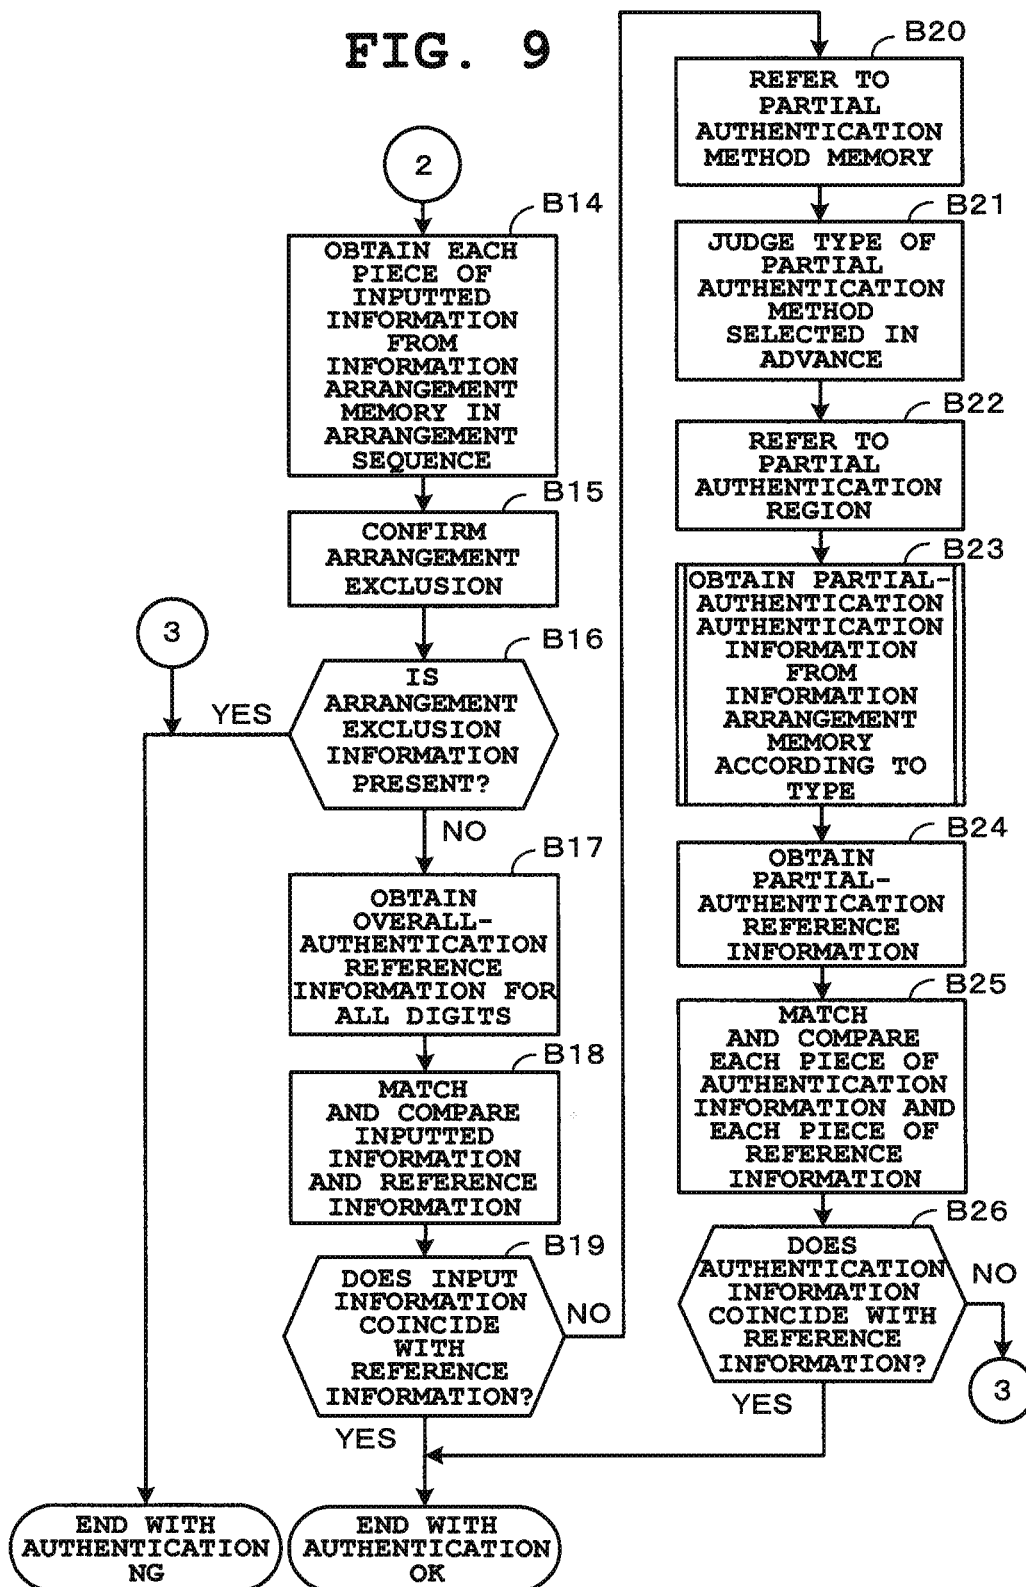 FIG. 9
2
B14
OBTAIN EACH
PIECE OF
INPUTTED
INFORMATION
FROM
INFORMATION
ARRANGEMENT
MEMORY IN
ARRANGEMENT
SEQUENCE
B15
CONFIRM
ARRANGEMENT
EXCLUSION
3
B16
IS
ARRANGEMENT
EXCLUSION
INFORMATION
PRESENT?
YES
NO
B17
OBTAIN
OVERALL-
AUTHENTICATION
REFERENCE
INFORMATION FOR
ALL DIGITS
B18
MATCH
AND COMPARE
INPUTTED
INFORMATION
AND REFERENCE
INFORMATION
B19
DOES INPUT
INFORMATION
COINCIDE
WITH
REFERENCE
INFORMATION?
NO
YES
END WITH
AUTHENTICATION
NG
END WITH
AUTHENTICATION
OK
B20
REFER TO
PARTIAL
AUTHENTICATION
METHOD MEMORY
B21
JUDGE TYPE OF
PARTIAL
AUTHENTICATION
METHOD
SELECTED IN
ADVANCE
B22
REFER TO
PARTIAL
AUTHENTICATION
REGION
B23
OBTAIN PARTIAL-
AUTHENTICATION
AUTHENTICATION
INFORMATION
FROM
INFORMATION
ARRANGEMENT
MEMORY
ACCORDING TO
TYPE
B24
OBTAIN
PARTIAL-
AUTHENTICATION
REFERENCE
INFORMATION
B25
MATCH
AND COMPARE
EACH PIECE OF
AUTHENTICATION
INFORMATION AND
EACH PIECE OF
REFERENCE
INFORMATION
B26
DOES
AUTHENTICATION
INFORMATION
COINCIDE WITH
REFERENCE
INFORMATION?
NO
3
YES